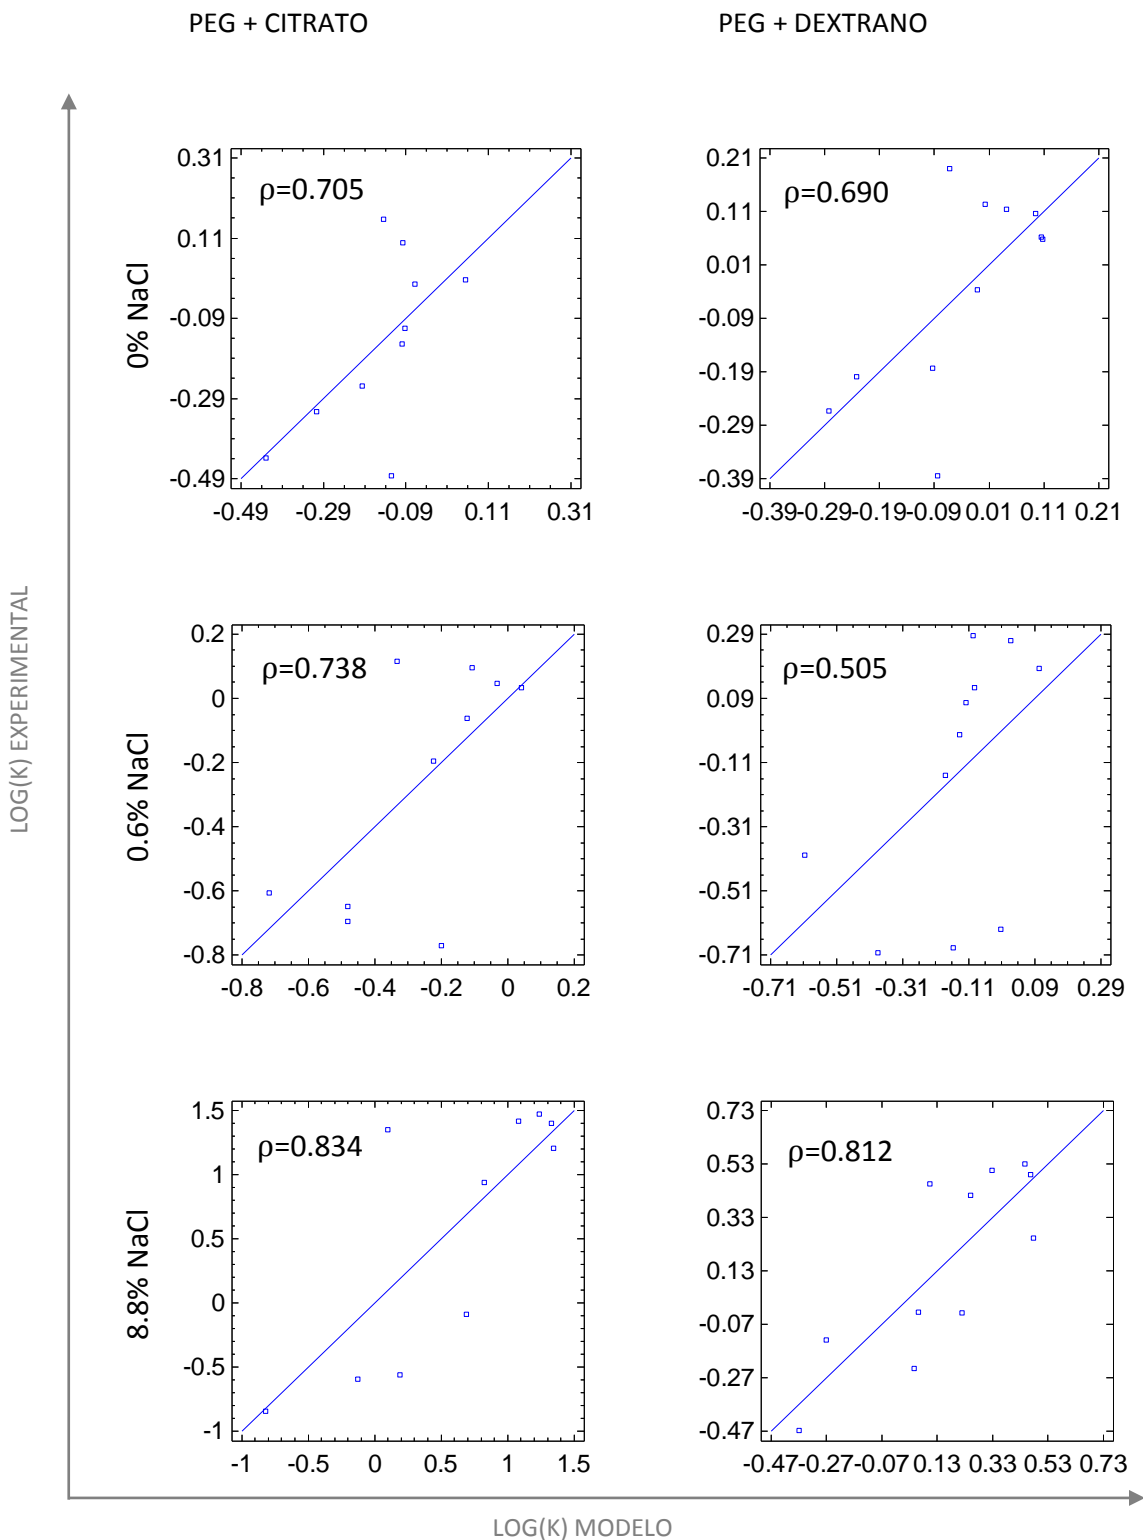 PEG + CITRATO
PEG + DEXTRANO
LOG(K) EXPERIMENTAL
0% NaCl
ρ=0.705
0.31
0.11
-0.09
-0.29
-0.49
-0.49 -0.29 -0.09 0.11 0.31
ρ=0.690
0.21
0.11
0.01
-0.09
-0.19
-0.29
-0.39
-0.39 -0.29 -0.19 -0.09 0.01 0.11 0.21
0.6% NaCl
ρ=0.738
0.2
0
-0.2
-0.4
-0.6
-0.8
-0.8 -0.6 -0.4 -0.2 0 0.2
ρ=0.505
0.29
0.09
-0.11
-0.31
-0.51
-0.71
-0.71 -0.51 -0.31 -0.11 0.09 0.29
8.8% NaCl
ρ=0.834
1.5
1
0.5
0
-0.5
-1
-1 -0.5 0 0.5 1 1.5
ρ=0.812
0.73
0.53
0.33
0.13
-0.07
-0.27
-0.47
-0.47 -0.27 -0.07 0.13 0.33 0.53 0.73
LOG(K) MODELO